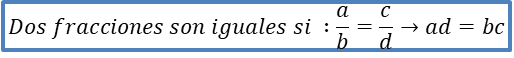 Dos fracciones son iguales si : a/b = c/d → ad = bc